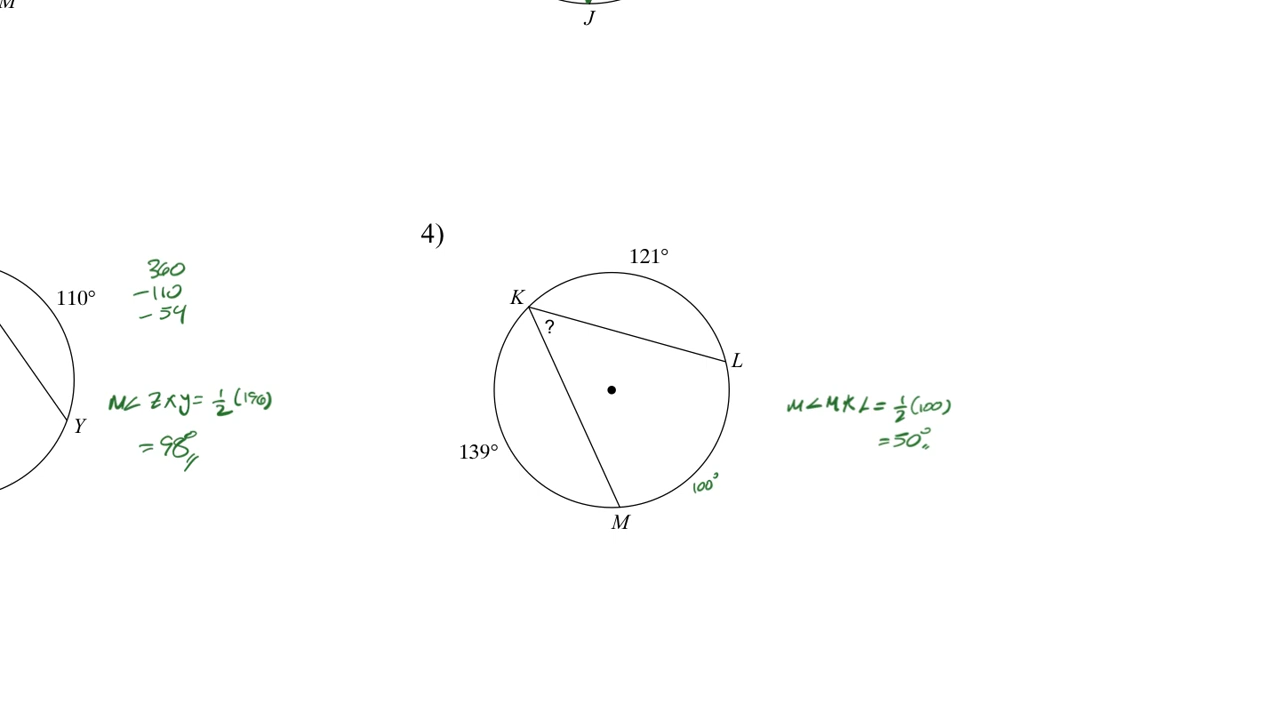 M
J
4)
121°
360
-110
-54
110°
K
?
L
M∠ZXY=½(196)
=98°
Y
M∠MKL=½(100)
=50°
139°
100°
M